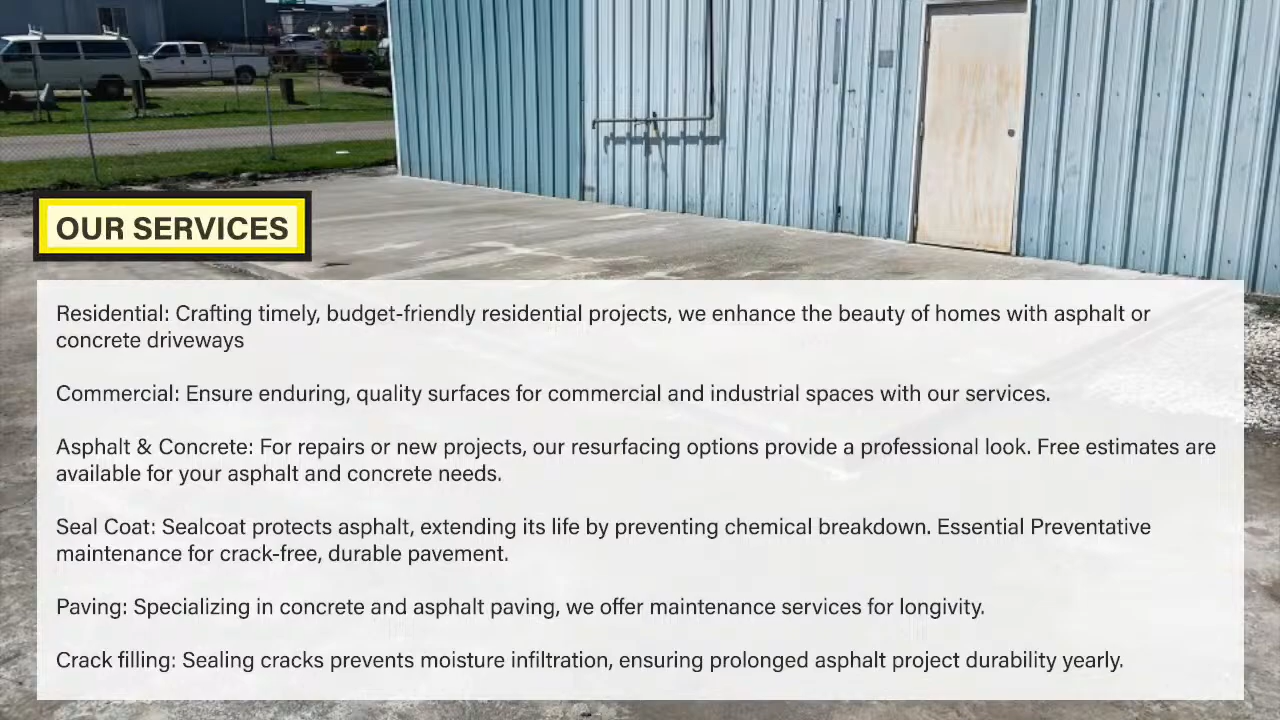 OUR SERVICES
Residential: Crafting timely, budget-friendly residential projects, we enhance the beauty of homes with asphalt or
concrete driveways
Commercial: Ensure enduring, quality surfaces for commercial and industrial spaces with our services.
Asphalt & Concrete: For repairs or new projects, our resurfacing options provide a professional look. Free estimates are
available for your asphalt and concrete needs.
Seal Coat: Sealcoat protects asphalt, extending its life by preventing chemical breakdown. Essential Preventative
maintenance for crack-free, durable pavement.
Paving: Specializing in concrete and asphalt paving, we offer maintenance services for longivity.
Crack filling: Sealing cracks prevents moisture infiltration, ensuring prolonged asphalt project durability yearly.